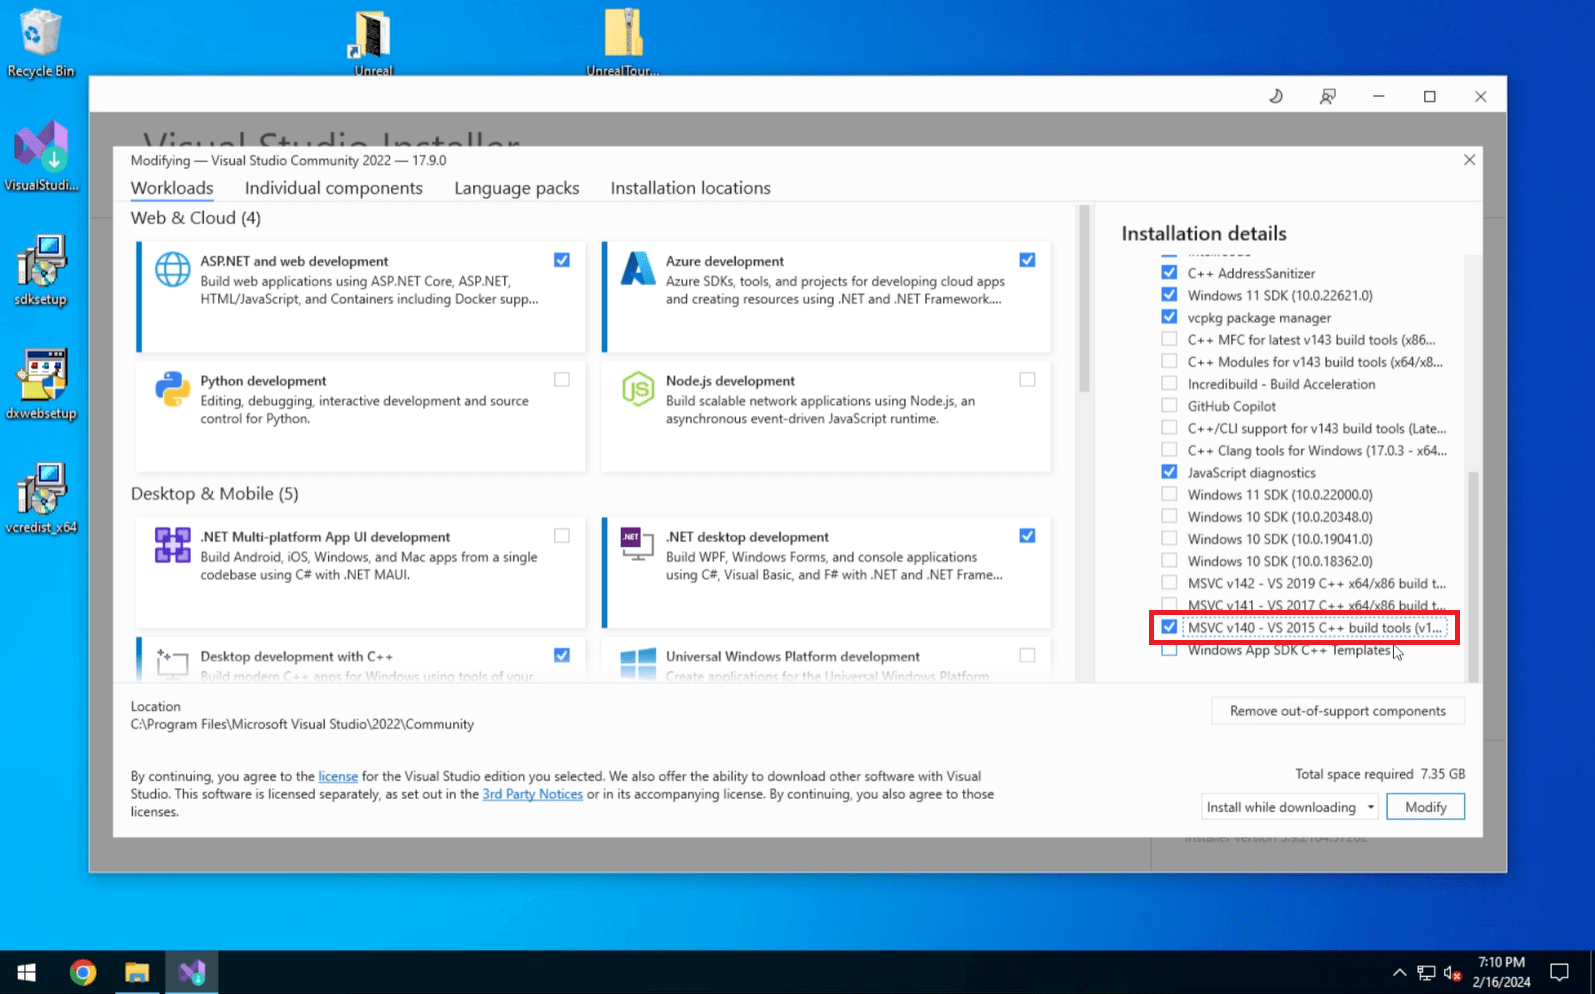 Recycle Bin
Unreal
UnrealTour...
VisualStudi...
sdksetup
dxwebsetup
vcredist_x64
Visual Studio Installer
Modifying — Visual Studio Community 2022 — 17.9.0
Workloads
Individual components
Language packs
Installation locations
Web & Cloud (4)
ASP.NET and web development
Build web applications using ASP.NET Core, ASP.NET,
HTML/JavaScript, and Containers including Docker supp...
Azure development
Azure SDKs, tools, and projects for developing cloud apps
and creating resources using .NET and .NET Framework....
Python development
Editing, debugging, interactive development and source
control for Python.
JS
Node.js development
Build scalable network applications using Node.js, an
asynchronous event-driven JavaScript runtime.
Desktop & Mobile (5)
.NET Multi-platform App UI development
Build Android, iOS, Windows, and Mac apps from a single
codebase using C# with .NET MAUI.
.NET
.NET desktop development
Build WPF, Windows Forms, and console applications
using C#, Visual Basic, and F# with .NET and .NET Frame...
Desktop development with C++
Build modern C++ apps for Windows using tools of your
Universal Windows Platform development
Create applications for the Universal Windows Platform
Installation details
IntelliCode
C++ AddressSanitizer
Windows 11 SDK (10.0.22621.0)
vcpkg package manager
C++ MFC for latest v143 build tools (x86...
C++ Modules for v143 build tools (x64/x8...
Incredibuild - Build Acceleration
GitHub Copilot
C++/CLI support for v143 build tools (Late...
C++ Clang tools for Windows (17.0.3 - x64...
JavaScript diagnostics
Windows 11 SDK (10.0.22000.0)
Windows 10 SDK (10.0.20348.0)
Windows 10 SDK (10.0.19041.0)
Windows 10 SDK (10.0.18362.0)
MSVC v142 - VS 2019 C++ x64/x86 build t...
MSVC v141 - VS 2017 C++ x64/x86 build t...
MSVC v140 - VS 2015 C++ build tools (v1...
Windows App SDK C++ Templates
Location
C:\Program Files\Microsoft Visual Studio\2022\Community
Remove out-of-support components
By continuing, you agree to the license for the Visual Studio edition you selected. We also offer the ability to download other software with Visual
Studio. This software is licensed separately, as set out in the 3rd Party Notices or in its accompanying license. By continuing, you also agree to those
licenses.
Total space required 7.35 GB
Install while downloading
Modify
7:10 PM
2/16/2024